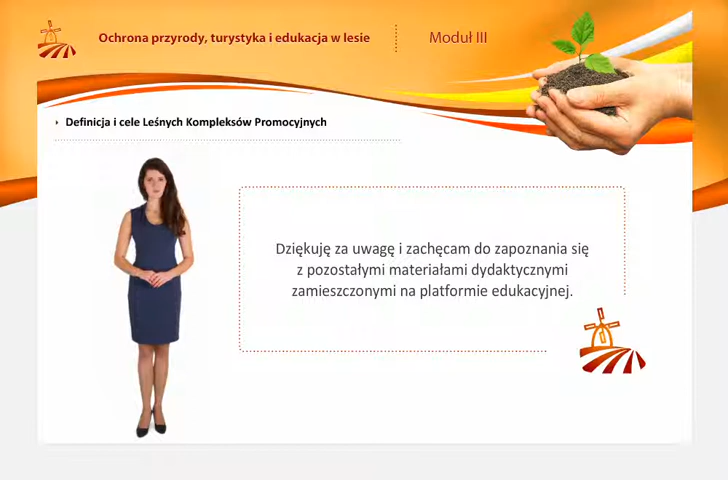 Ochrona przyrody, turystyka i edukacja w lesie
Moduł III
Definicja i cele Leśnych Kompleksów Promocyjnych
Dziękuję za uwagę i zachęcam do zapoznania się
z pozostałymi materiałami dydaktycznymi
zamieszczonymi na platformie edukacyjnej.